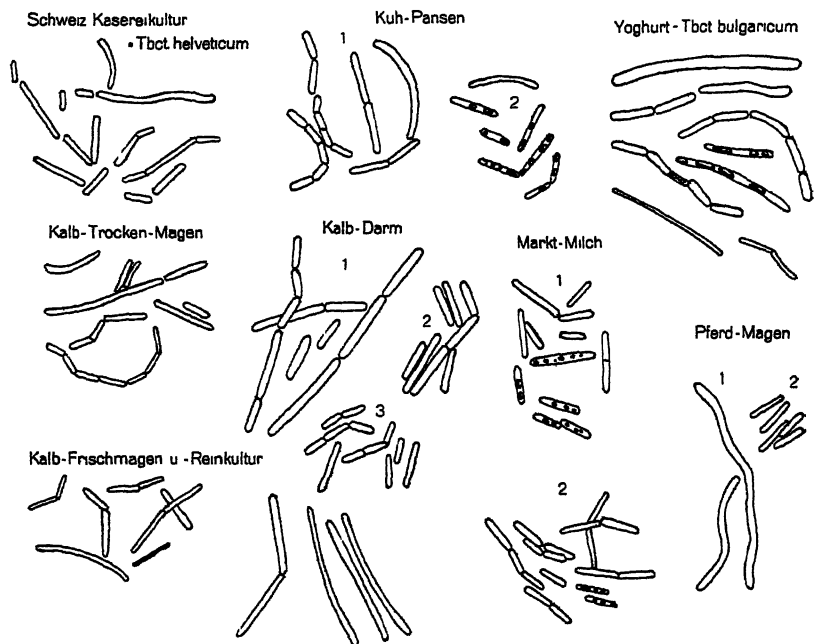 Schweiz Kasereikultur
• Tbct. helveticum
Kuh-Pansen
1
2
Yoghurt-Tbct bulgaricum
Kalb-Trocken-Magen
Kalb-Darm
1
2
3
Markt-Milch
1
2
Pferd-Magen
1
2
Kalb-Frischmagen u -Reinkultur